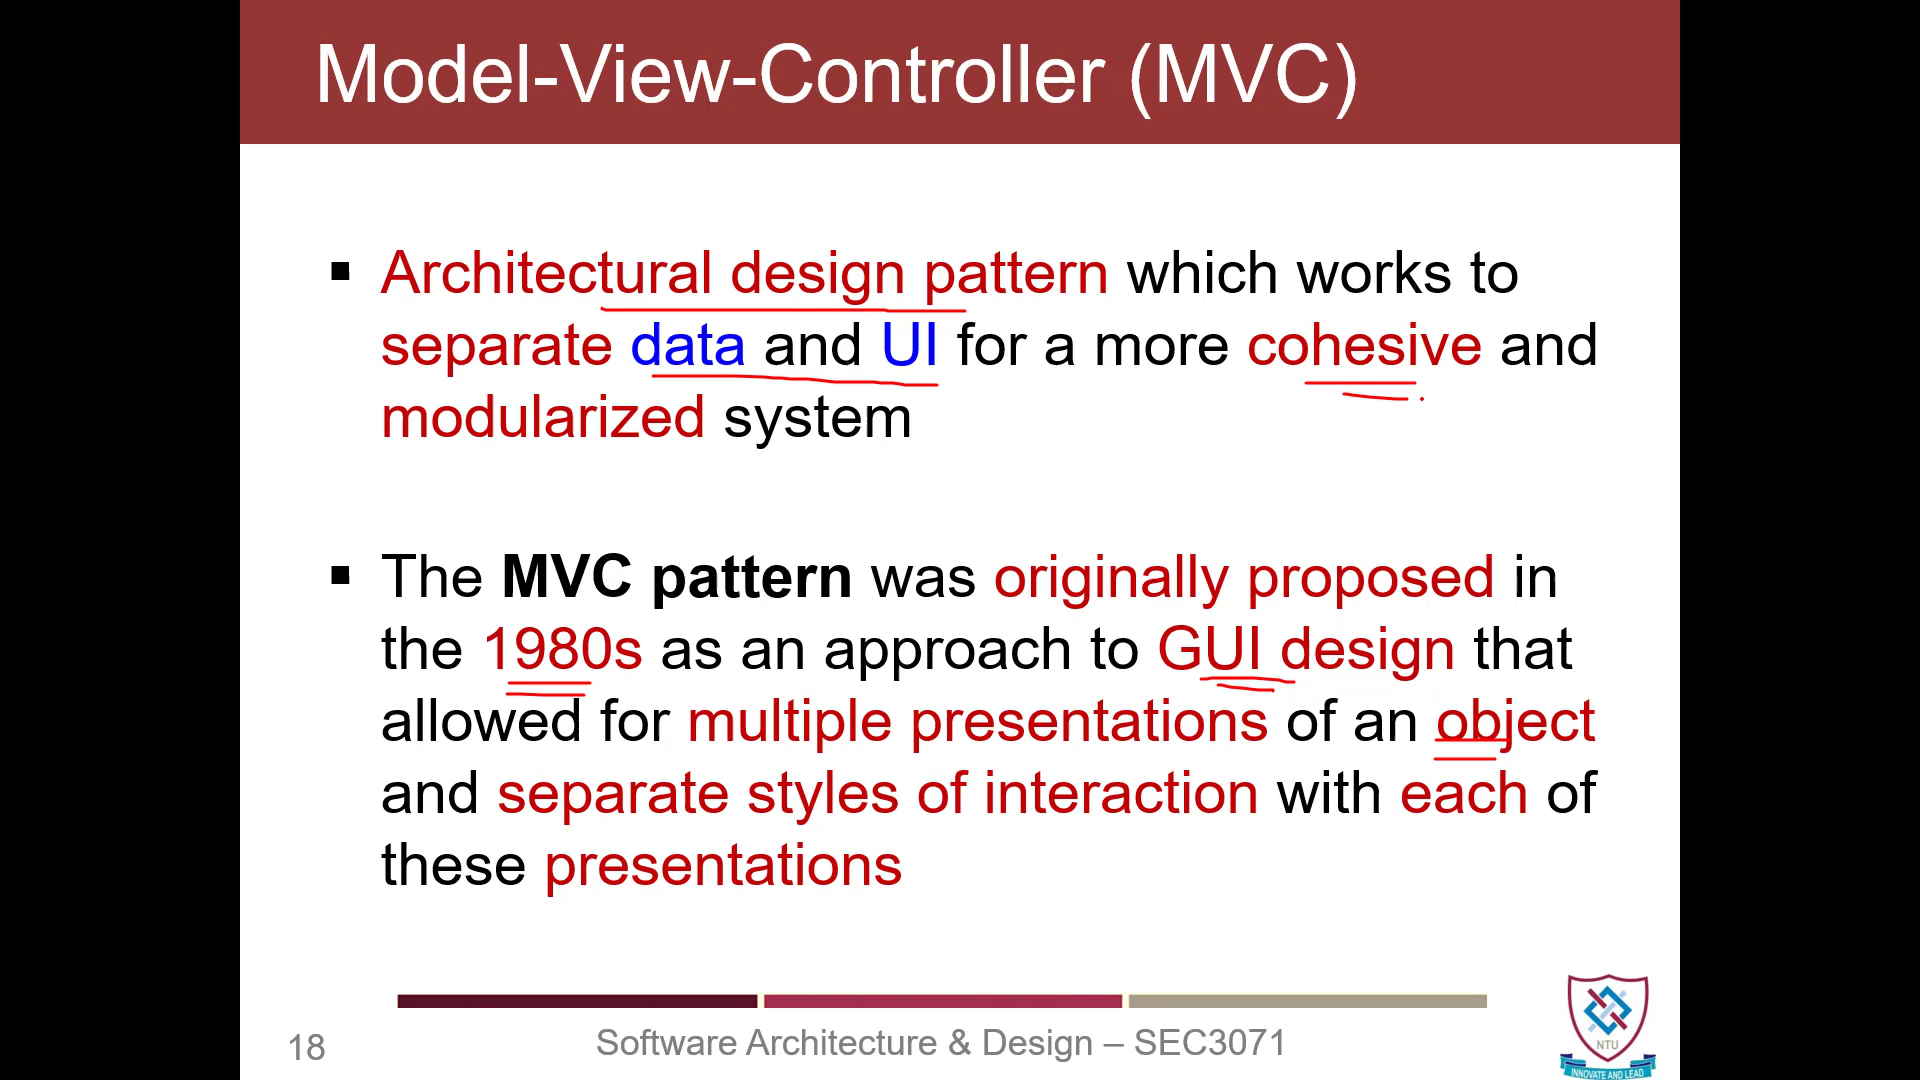 Model-View-Controller (MVC)
▪ Architectural design pattern which works to
separate data and UI for a more cohesive and
modularized system
▪ The MVC pattern was originally proposed in
the 1980s as an approach to GUI design that
allowed for multiple presentations of an object
and separate styles of interaction with each of
these presentations
18
Software Architecture & Design – SEC3071
NTU
INNOVATE AND LEAD